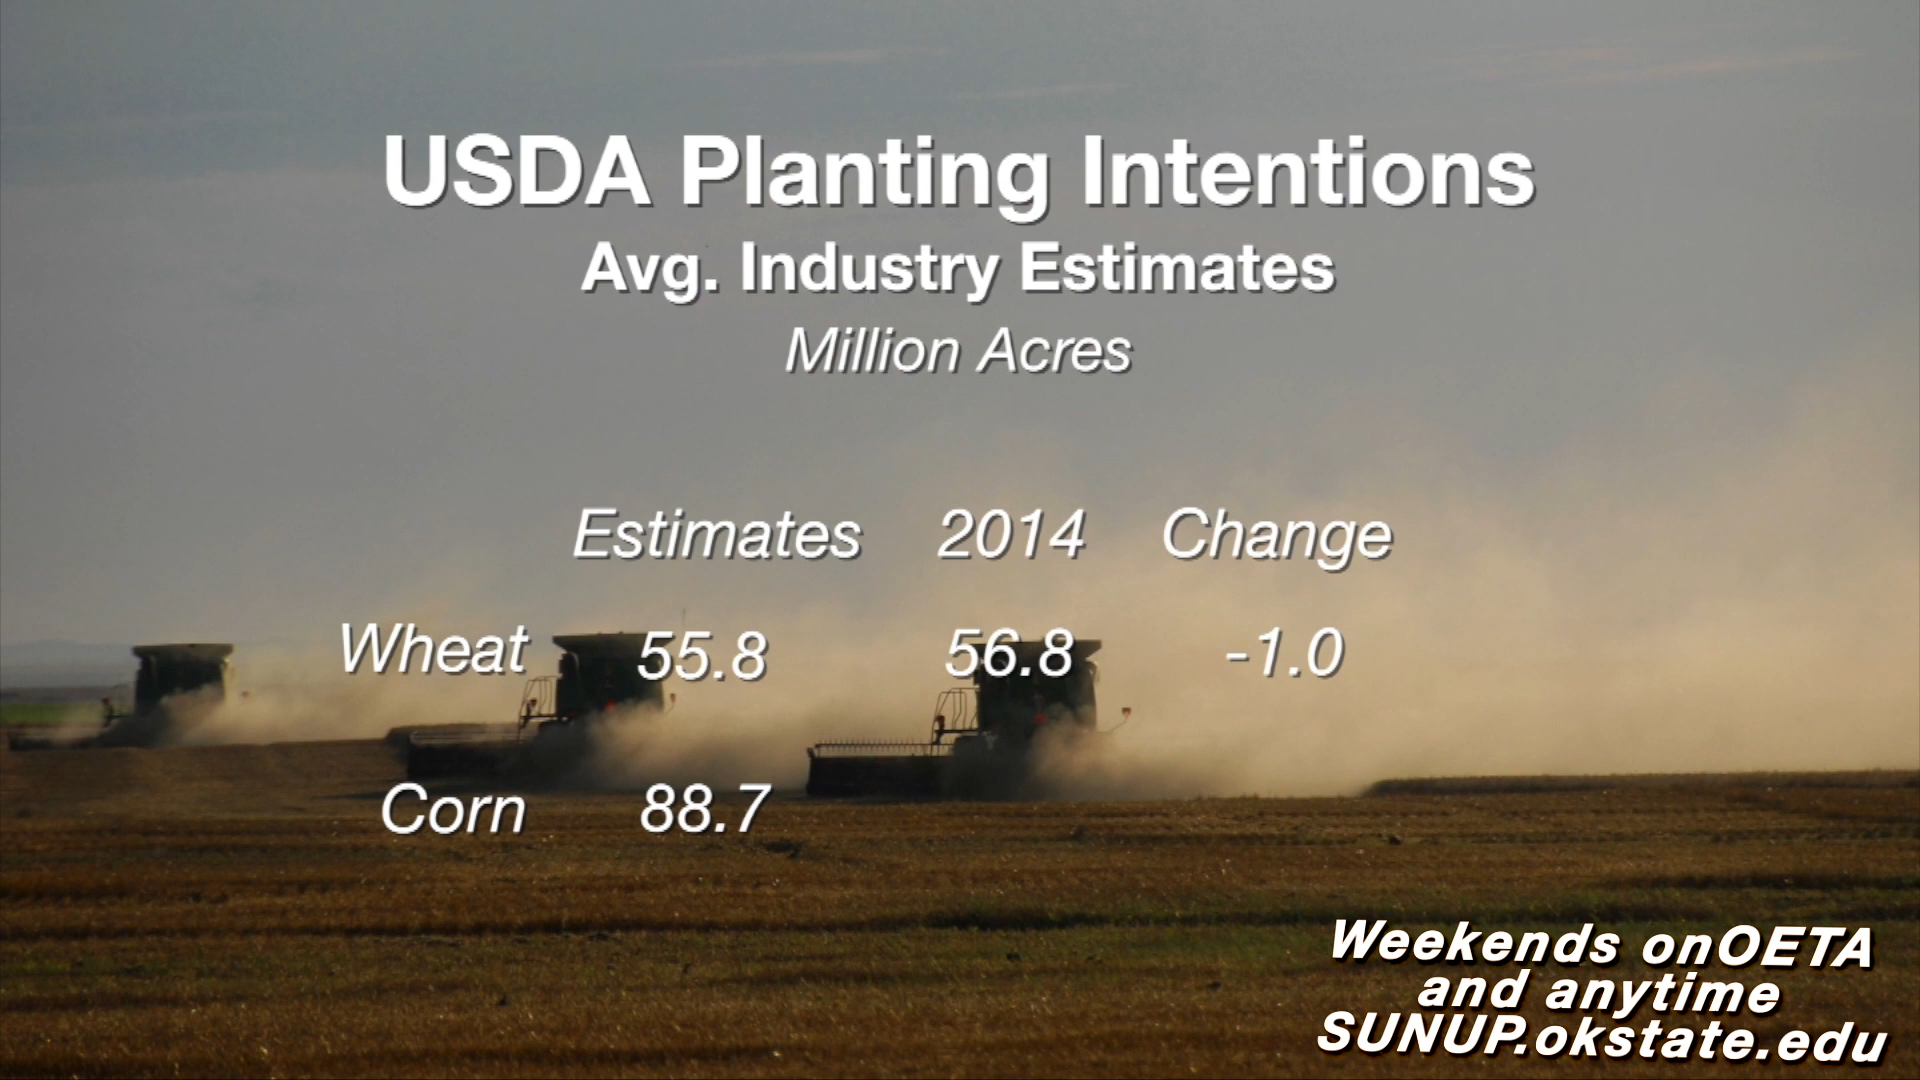 USDA Planting Intentions
Avg. Industry Estimates
Million Acres
Estimates 2014 Change
Wheat 55.8 56.8 -1.0
Corn 88.7
Weekends onOETA
and anytime
SUNUP.okstate.edu